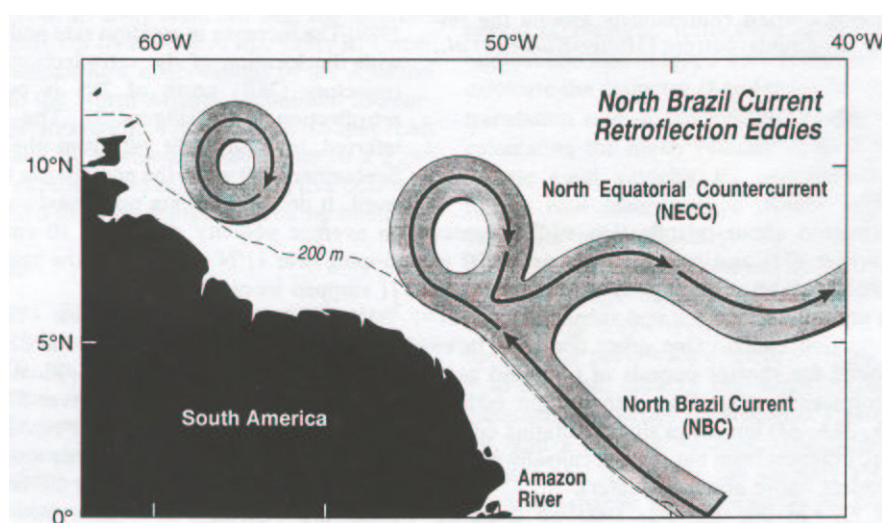 60°W
50°W
40°W
North Brazil Current
Retroflection Eddies
10°N
North Equatorial Countercurrent
(NECC)
200 m
5°N
North Brazil Current
(NBC)
South America
Amazon
River
0°